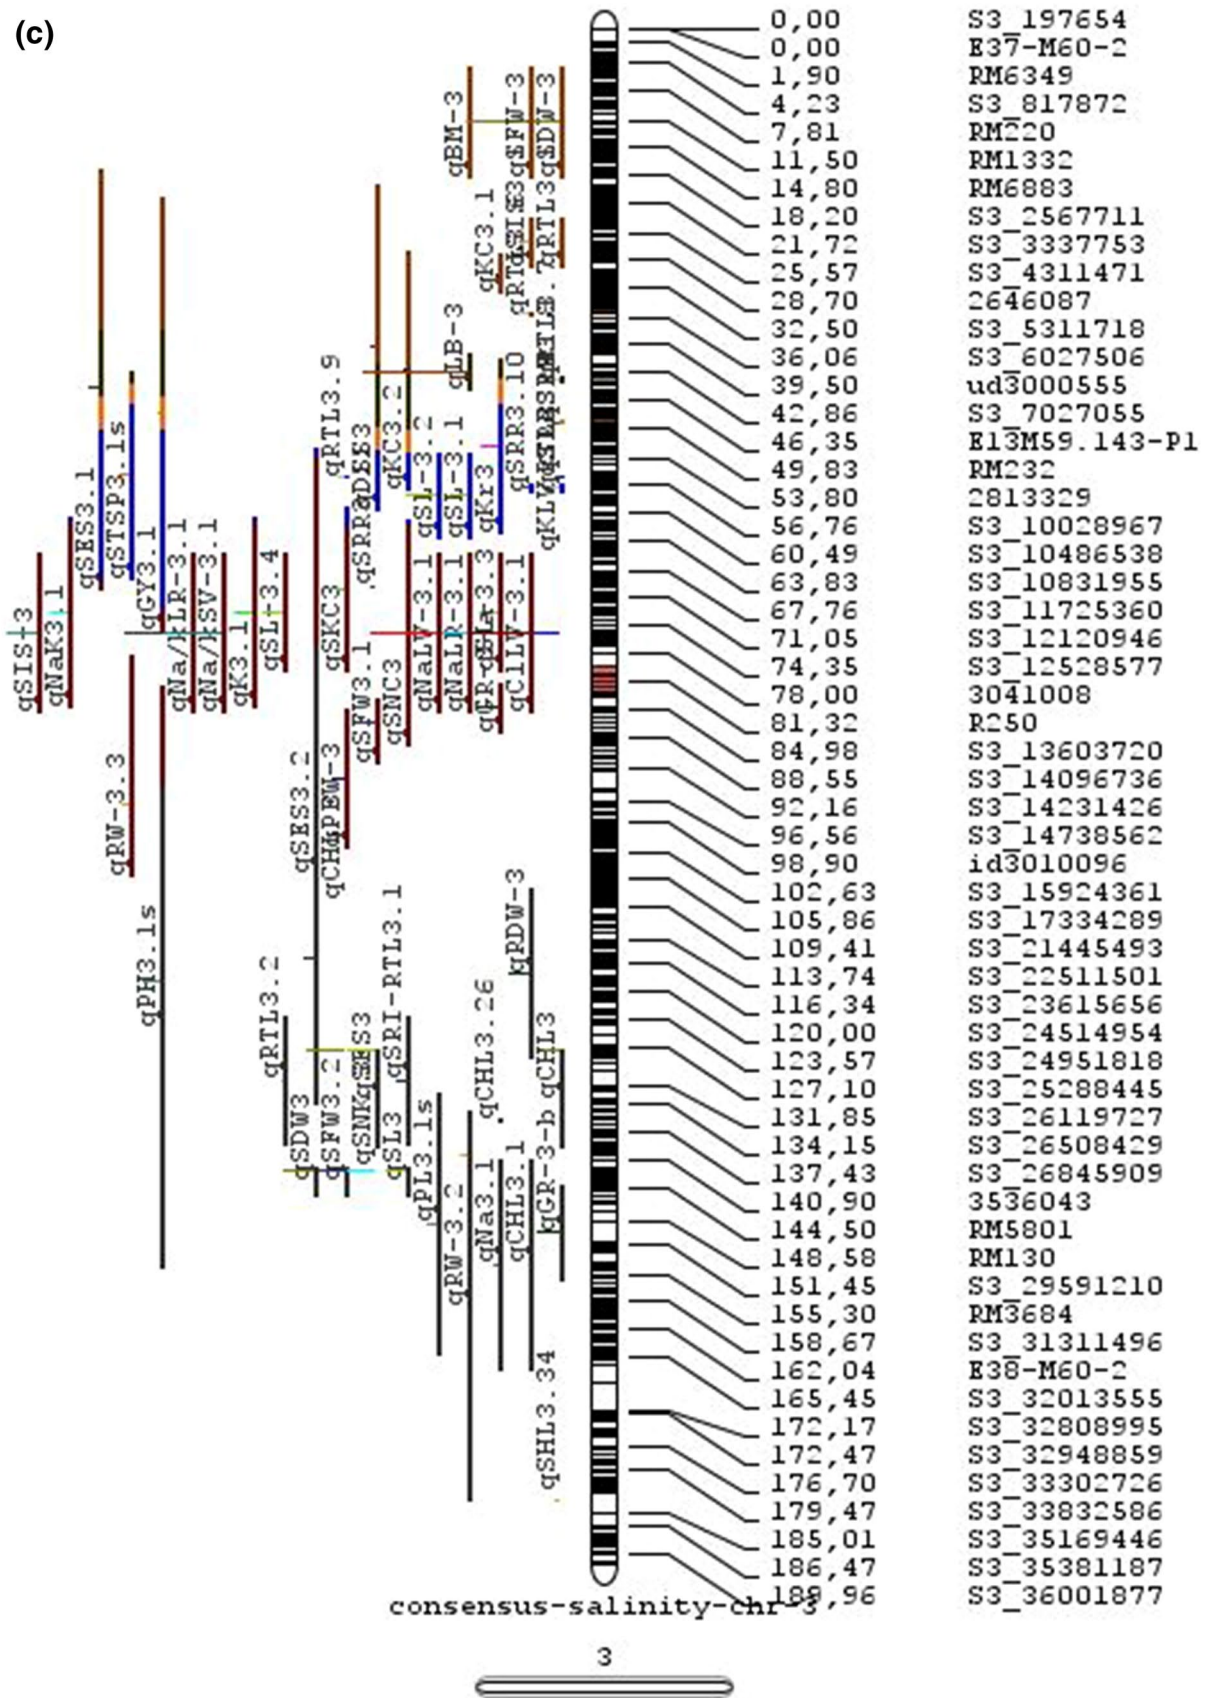 (c)
0,00 S3_197654
0,00 E37-M60-2
1,90 RM6349
4,23 S3_817872
7,81 RM220
11,50 RM1332
14,80 RM6883
18,20 S3_2567711
21,72 S3_3337753
25,57 S3_4311471
28,70 2646087
32,50 S3_5311718
36,06 S3_6027506
39,50 ud3000555
42,86 S3_7027055
46,35 E13M59.143-P1
49,83 RM232
53,80 2813329
56,76 S3_10028967
60,49 S3_10486538
63,83 S3_10831955
67,76 S3_11725360
71,05 S3_12120946
74,35 S3_12528577
78,00 3041008
81,32 R250
84,98 S3_13603720
88,55 S3_14096736
92,16 S3_14231426
96,56 S3_14738562
98,90 id3010096
102,63 S3_15924361
105,86 S3_17334289
109,41 S3_21445493
113,74 S3_22511501
116,34 S3_23615656
120,00 S3_24514954
123,57 S3_24951818
127,10 S3_25288445
131,85 S3_26119727
134,15 S3_26508429
137,43 S3_26845909
140,90 3536043
144,50 RM5801
148,58 RM130
151,45 S3_29591210
155,30 RM3684
158,67 S3_31311496
162,04 E38-M60-2
165,45 S3_32013555
172,17 S3_32808995
172,47 S3_32948859
176,70 S3_33302726
179,47 S3_33832586
185,01 S3_35169446
186,47 S3_35381187
188,96 S3_36001877
qSIS-3
qNaK3.1
qSES3.1
qSTSP3.1s
qGY3.1
qNa/kLR-3.1
qNa/kSV-3.1
qK3.1
qSL-3.4
qRW-3.3
qPH3.1s
qRTL3.2
qSES3.2
qSDW3
qRTL3.9
qSKC3
qSFW3.1
qSFW3.2
qSNC3
qKC3.2
qSL-3.2
qSL-3.1
qKr3
qSRR3.10
qLB-3
qBM-3
qSFW-3
qSDW-3
qKC3.1
qRTL3
qNaLV-3.1
qNaLR-3.1
qClLV-3.1
qSRI-RTL3.1
qSL3
qPL3.1s
qRW-3.2
qNa3.1
qCHL3.1
qCHL3.26
qRDW-3
qCHL3
qGR-3-b
qSHL3.34
consensus-salinity-chr-3
3